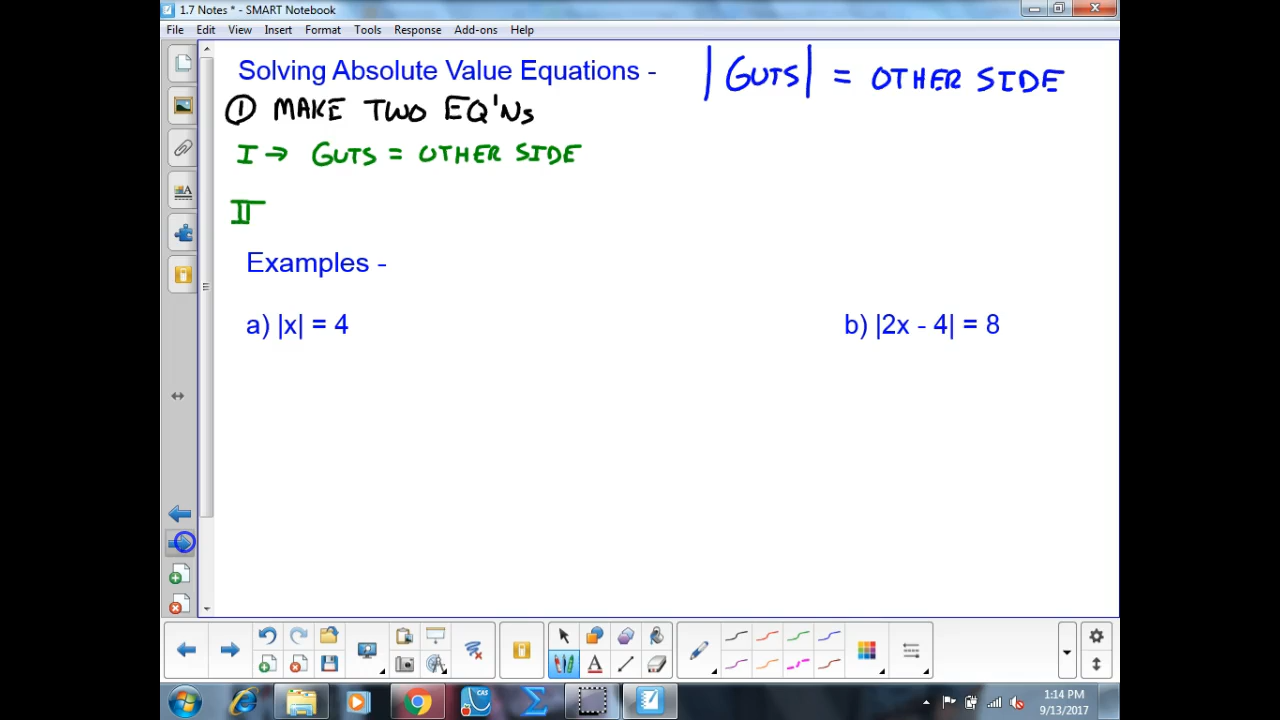 1.7 Notes * - SMART Notebook
File Edit View Insert Format Tools Response Add-ons Help
Solving Absolute Value Equations - |GUTS| = OTHER SIDE
① MAKE TWO EQ'NS
I → GUTS = OTHER SIDE
II
Examples -
a) |x| = 4 b) |2x - 4| = 8
1:14 PM
9/13/2017